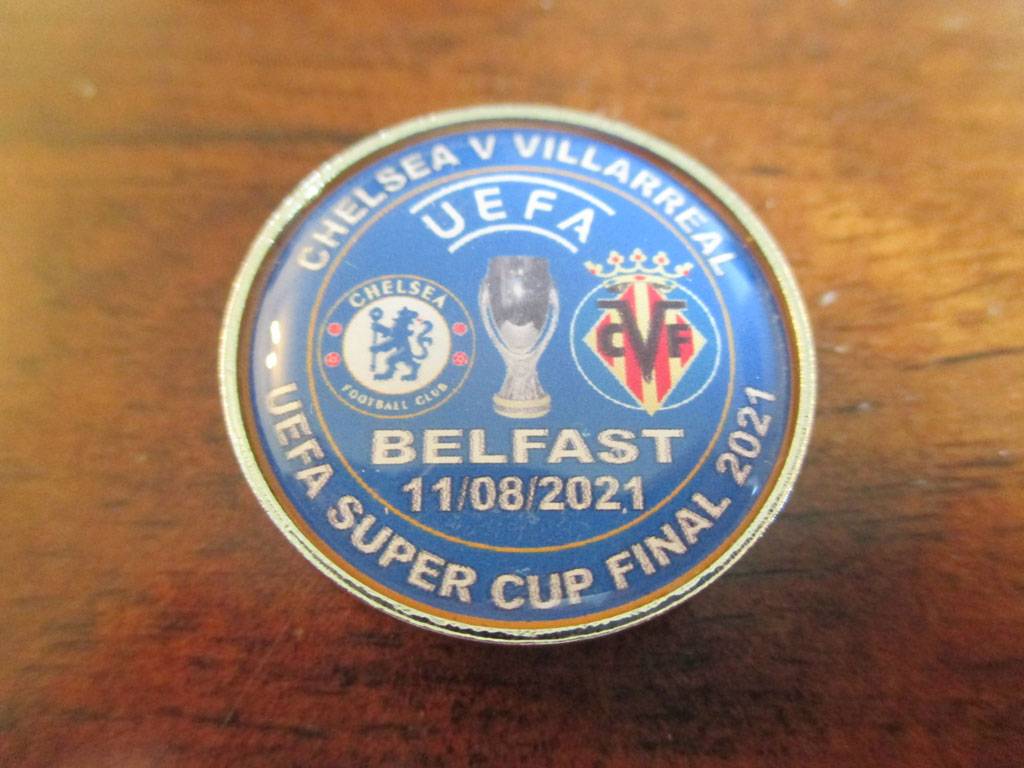 CHELSEA V VILLARREAL
UEFA
CHELSEA
FOOTBALL CLUB
CVF
BELFAST
11/08/2021
UEFA SUPER CUP FINAL 2021